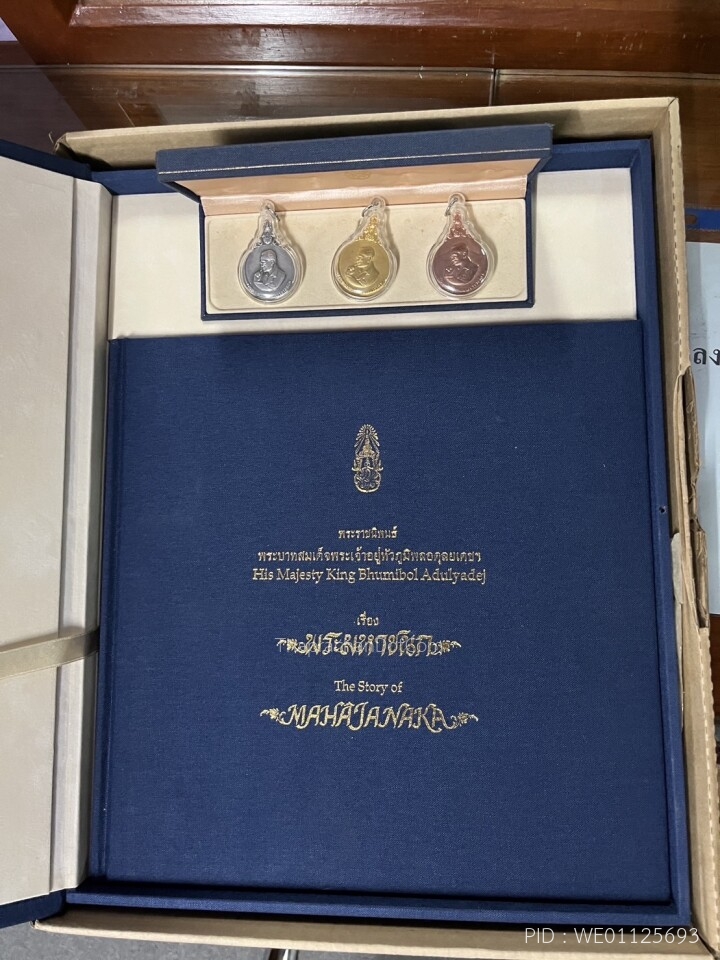 พระราชนิพนธ์
พระบาทสมเด็จพระเจ้าอยู่หัวภูมิพลอดุลยเดชฯ
His Majesty King Bhumibol Adulyadej
เรื่อง
พระมหาชนก
The Story of
MAHAJANAKA
ลง
PID : WE01125693